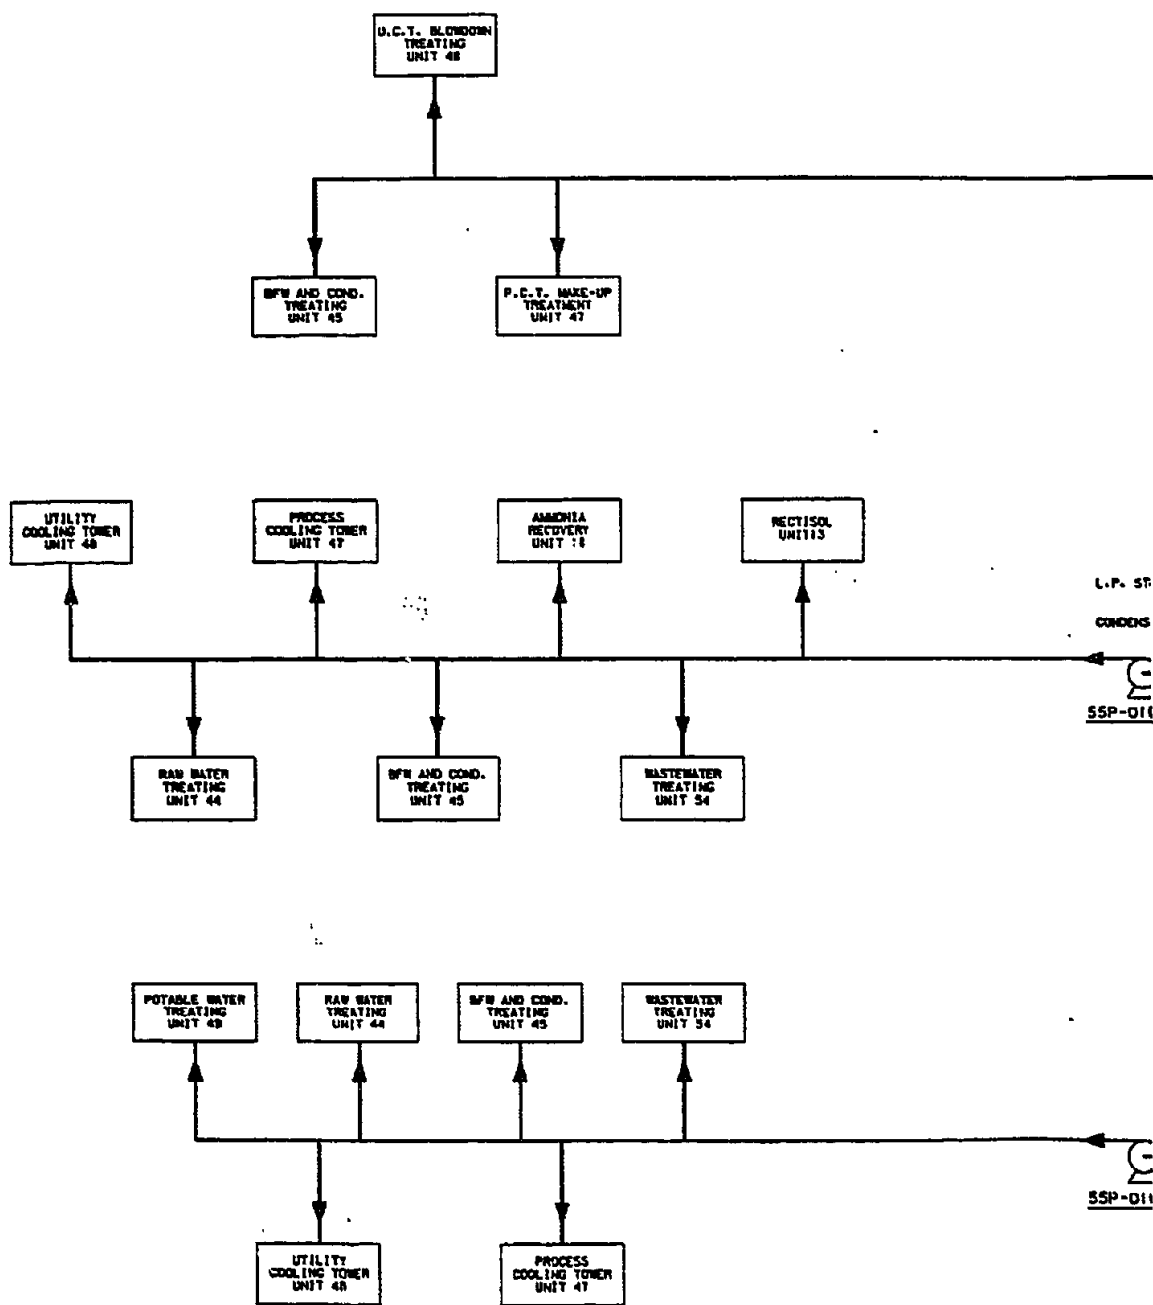 U.C.T. BLOWDOWN
TREATING
UNIT 48
BFW AND COND.
TREATING
UNIT 45
P.C.T. MAKE-UP
TREATMENT
UNIT 47
UTILITY
COOLING TOWER
UNIT 48
PROCESS
COOLING TOWER
UNIT 47
AMMONIA
RECOVERY
UNIT
RECTISOL
UNIT13
L.P.
RAW WATER
TREATING
UNIT 44
BFW AND COND.
TREATING
UNIT 45
WASTEWATER
TREATING
UNIT 54
POTABLE WATER
TREATING
UNIT 49
RAW WATER
TREATING
UNIT 44
BFW AND COND.
TREATING
UNIT 45
WASTEWATER
TREATING
UNIT 54
UTILITY
COOLING TOWER
UNIT 48
PROCESS
COOLING TOWER
UNIT 47